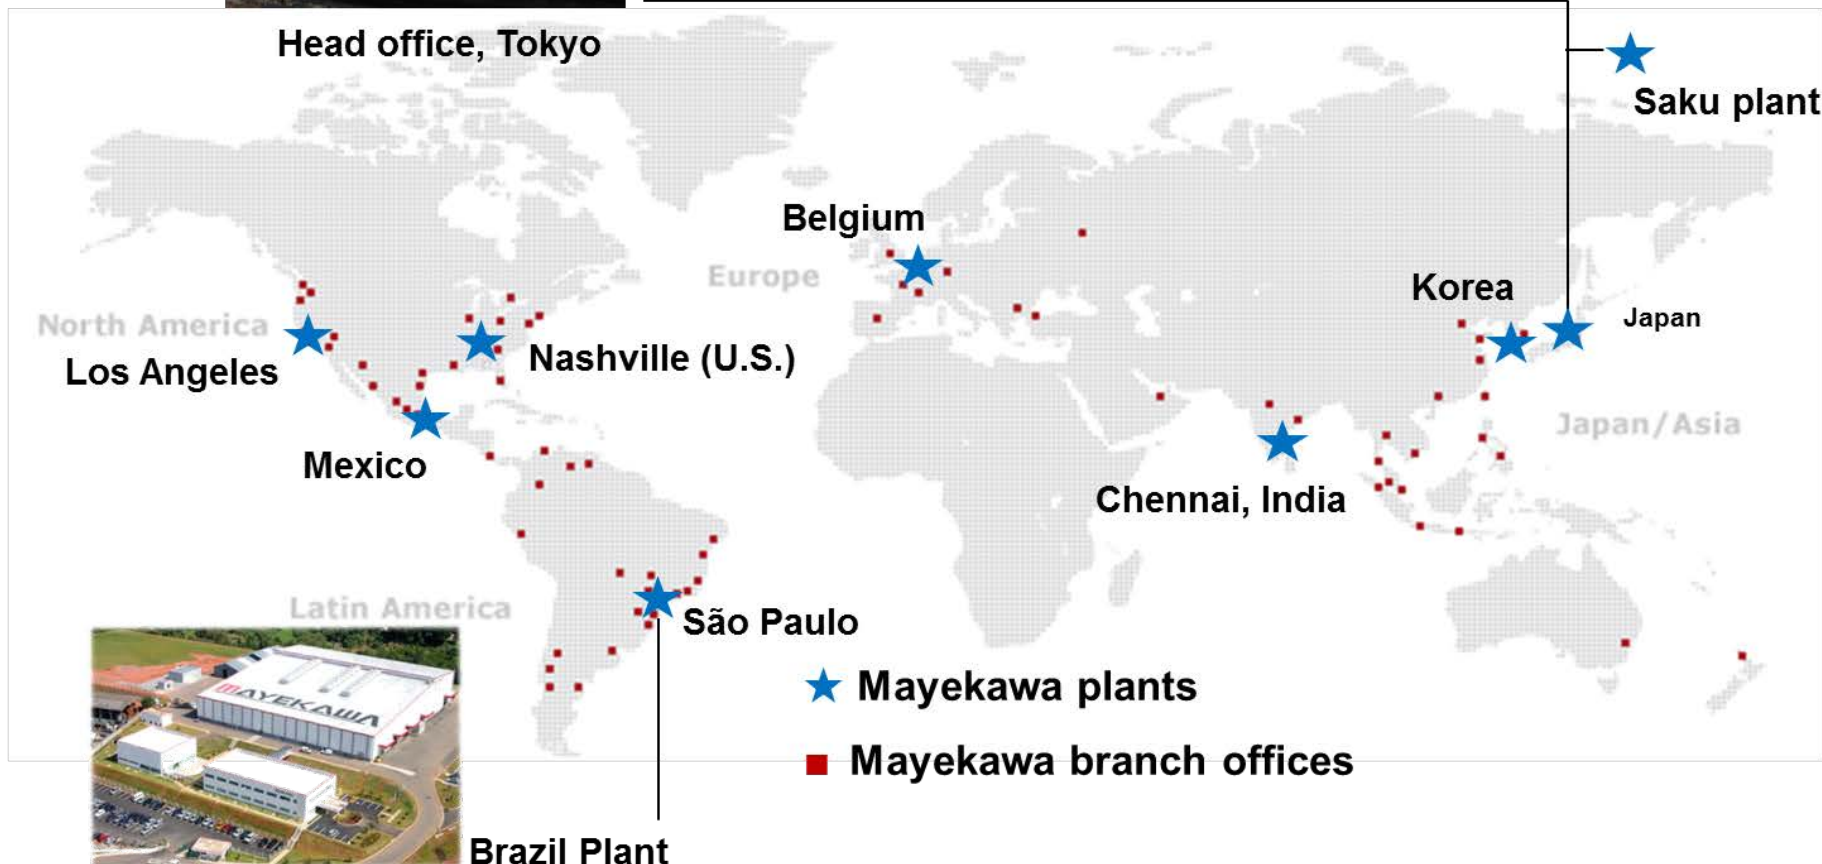 Head office, Tokyo
Saku plant
Belgium
Europe
Korea
Japan
North America
Los Angeles
Nashville (U.S.)
Japan/Asia
Mexico
Chennai, India
Latin America
São Paulo
MAYEKAWA
Mayekawa plants
Mayekawa branch offices
Brazil Plant